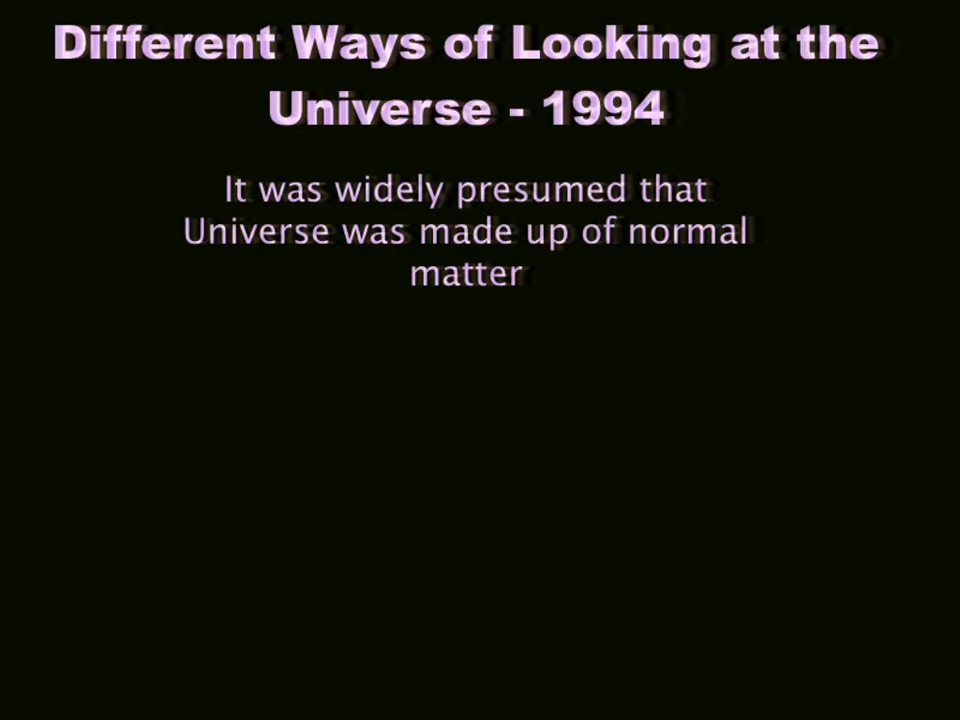 Different Ways of Looking at the
Universe - 1994
It was widely presumed that
Universe was made up of normal
matter